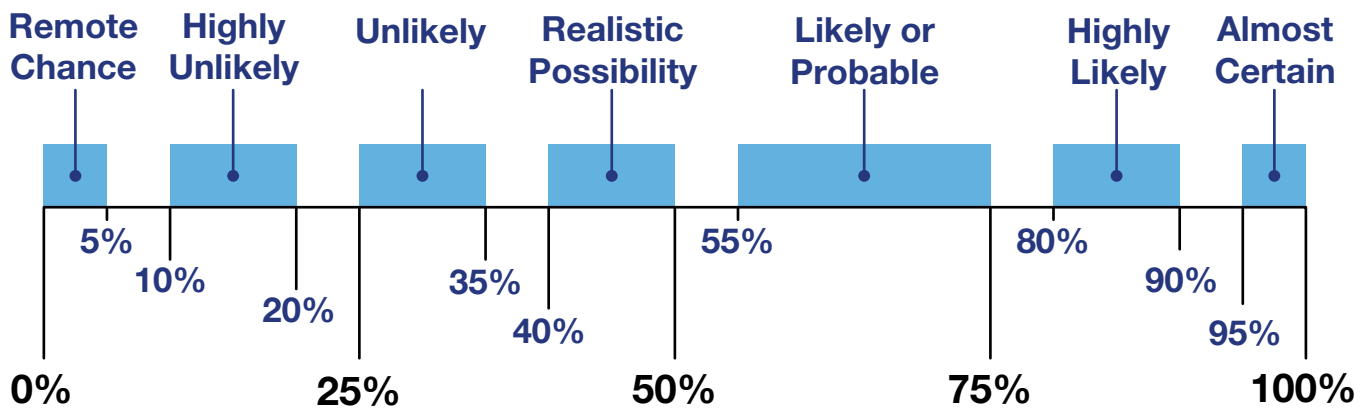 Remote
Chance
Highly
Unlikely
Unlikely
Realistic
Possibility
Likely or
Probable
Highly
Likely
Almost
Certain
5%
10%
20%
35%
40%
55%
80%
90%
95%
0%
25%
50%
75%
100%